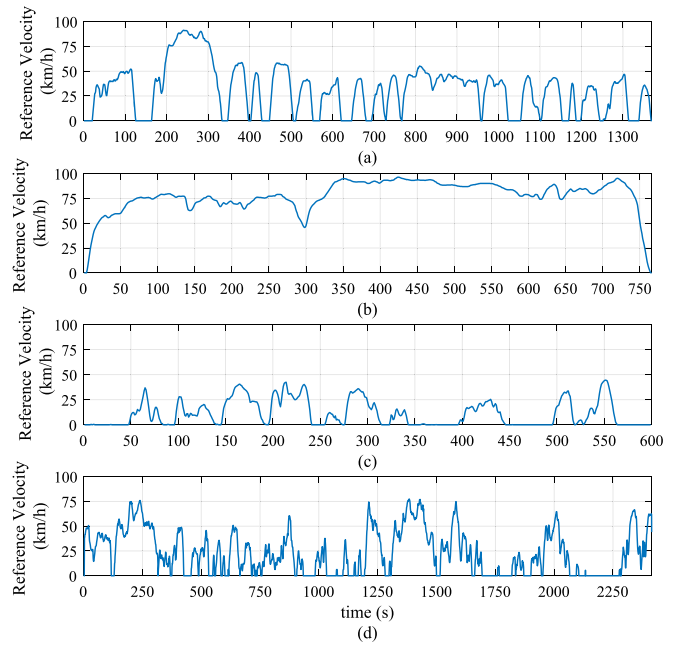 Reference Velocity
(km/h)
100
75
50
25
0
0 100 200 300 400 500 600 700 800 900 1000 1100 1200 1300
(a)
Reference Velocity
(km/h)
100
75
50
25
0
0 50 100 150 200 250 300 350 400 450 500 550 600 650 700 750
(b)
Reference Velocity
(km/h)
100
75
50
25
0
0 50 100 150 200 250 300 350 400 450 500 550 600
(c)
Reference Velocity
(km/h)
100
75
50
25
0
0 250 500 750 1000 1250 1500 1750 2000 2250
time (s)
(d)